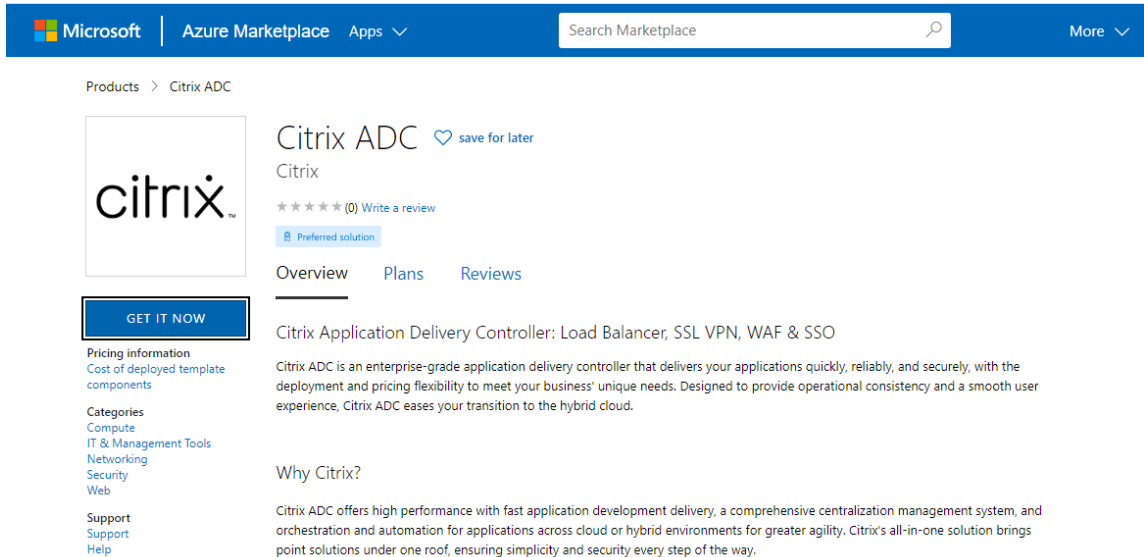 Microsoft Azure Marketplace Apps Search Marketplace More
Products > Citrix ADC
citrix™
Citrix ADC save for later
Citrix
(0) Write a review
Preferred solution
Overview Plans Reviews
GET IT NOW
Pricing information
Cost of deployed template
components
Categories
Compute
IT & Management Tools
Networking
Security
Web
Support
Support
Help
Citrix Application Delivery Controller: Load Balancer, SSL VPN, WAF & SSO
Citrix ADC is an enterprise-grade application delivery controller that delivers your applications quickly, reliably, and securely, with the
deployment and pricing flexibility to meet your business' unique needs. Designed to provide operational consistency and a smooth user
experience, Citrix ADC eases your transition to the hybrid cloud.
Why Citrix?
Citrix ADC offers high performance with fast application development delivery, a comprehensive centralization management system, and
orchestration and automation for applications across cloud or hybrid environments for greater agility. Citrix's all-in-one solution brings
point solutions under one roof, ensuring simplicity and security every step of the way.